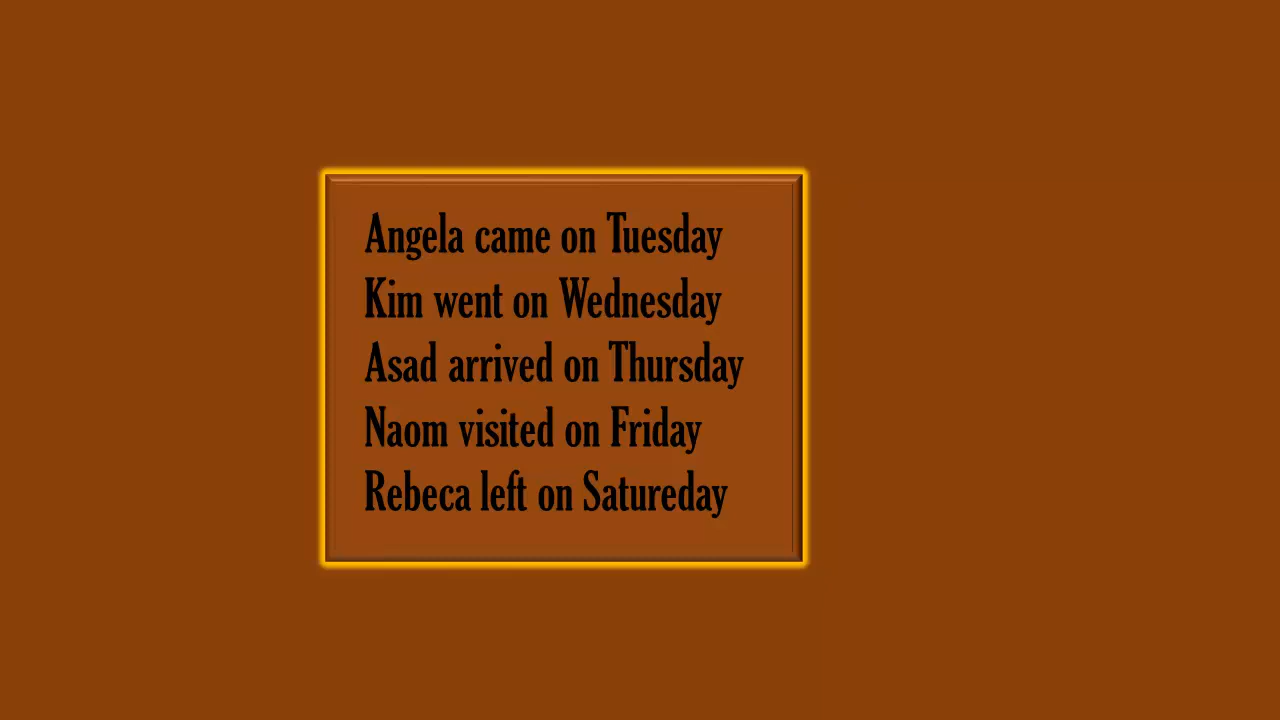 Angela came on Tuesday
Kim went on Wednesday
Asad arrived on Thursday
Naom visited on Friday
Rebeca left on Satureday